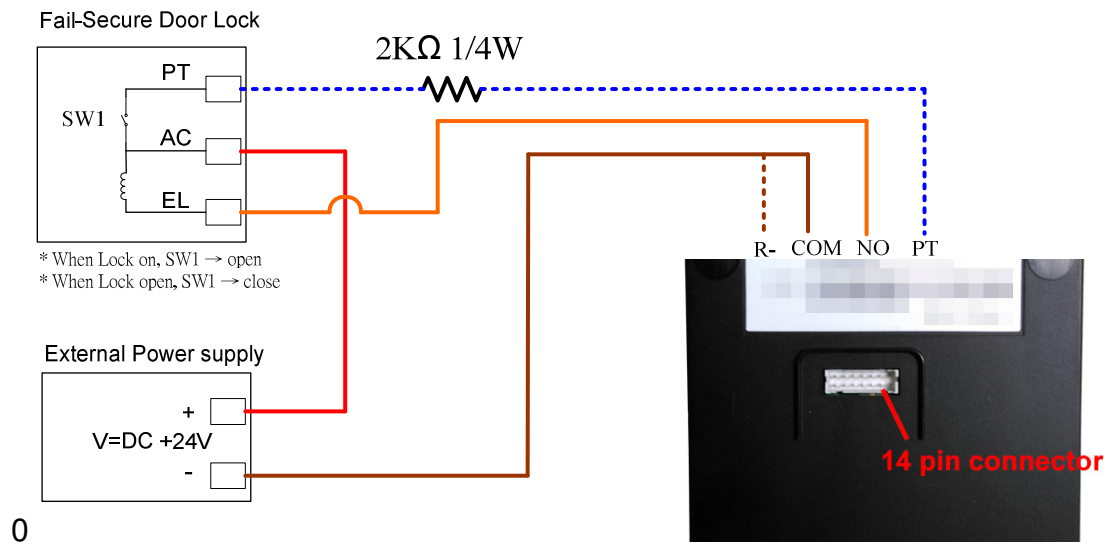 Fail-Secure Door Lock
2KΩ 1/4W
PT
SW1
AC
EL
R- COM NO PT
* When Lock on, SW1 → open
* When Lock open, SW1 → close
External Power supply
+
V=DC +24V
-
14 pin connector
0